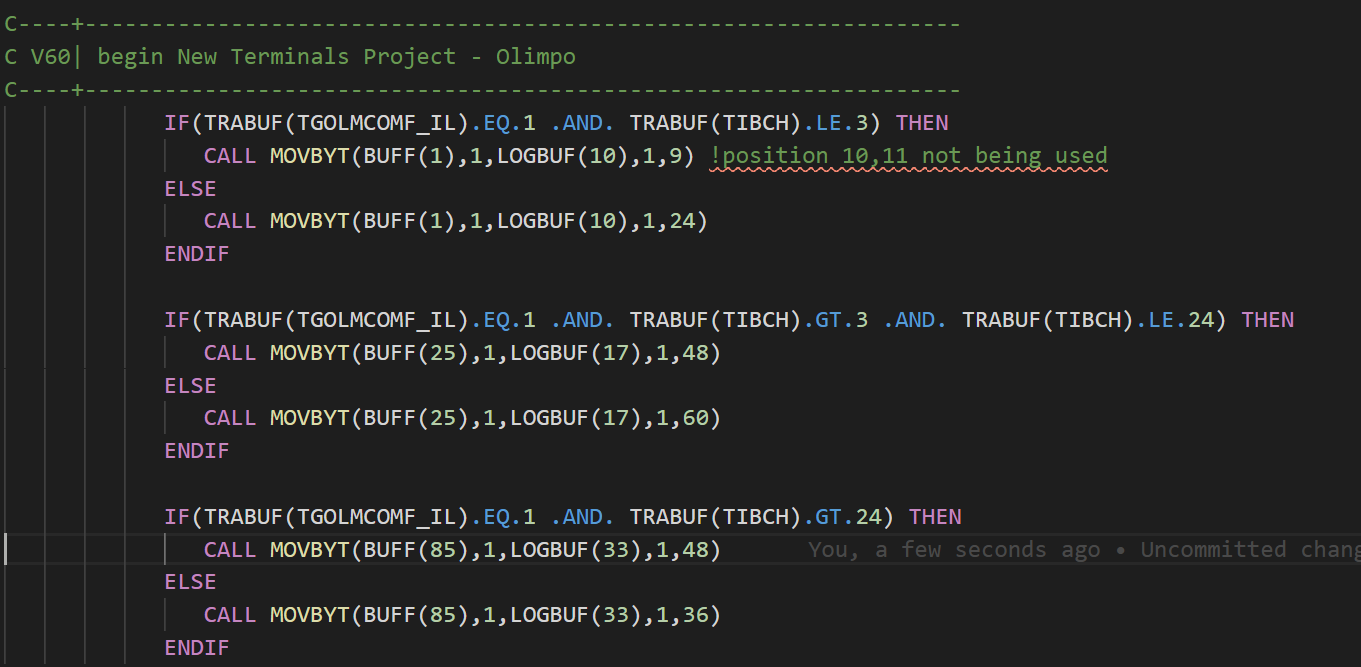 C----+------------------------------------------------------------------
C V60| begin New Terminals Project - Olimpo
C----+------------------------------------------------------------------
IF(TRABUF(TGOLMCOMF_IL).EQ.1 .AND. TRABUF(TIBCH).LE.3) THEN
CALL MOVBYT(BUFF(1),1,LOGBUF(10),1,9) !position 10,11 not being used
ELSE
CALL MOVBYT(BUFF(1),1,LOGBUF(10),1,24)
ENDIF
IF(TRABUF(TGOLMCOMF_IL).EQ.1 .AND. TRABUF(TIBCH).GT.3 .AND. TRABUF(TIBCH).LE.24) THEN
CALL MOVBYT(BUFF(25),1,LOGBUF(17),1,48)
ELSE
CALL MOVBYT(BUFF(25),1,LOGBUF(17),1,60)
ENDIF
IF(TRABUF(TGOLMCOMF_IL).EQ.1 .AND. TRABUF(TIBCH).GT.24) THEN
CALL MOVBYT(BUFF(85),1,LOGBUF(33),1,48) You, a few seconds ago • Uncommitted chang
ELSE
CALL MOVBYT(BUFF(85),1,LOGBUF(33),1,36)
ENDIF